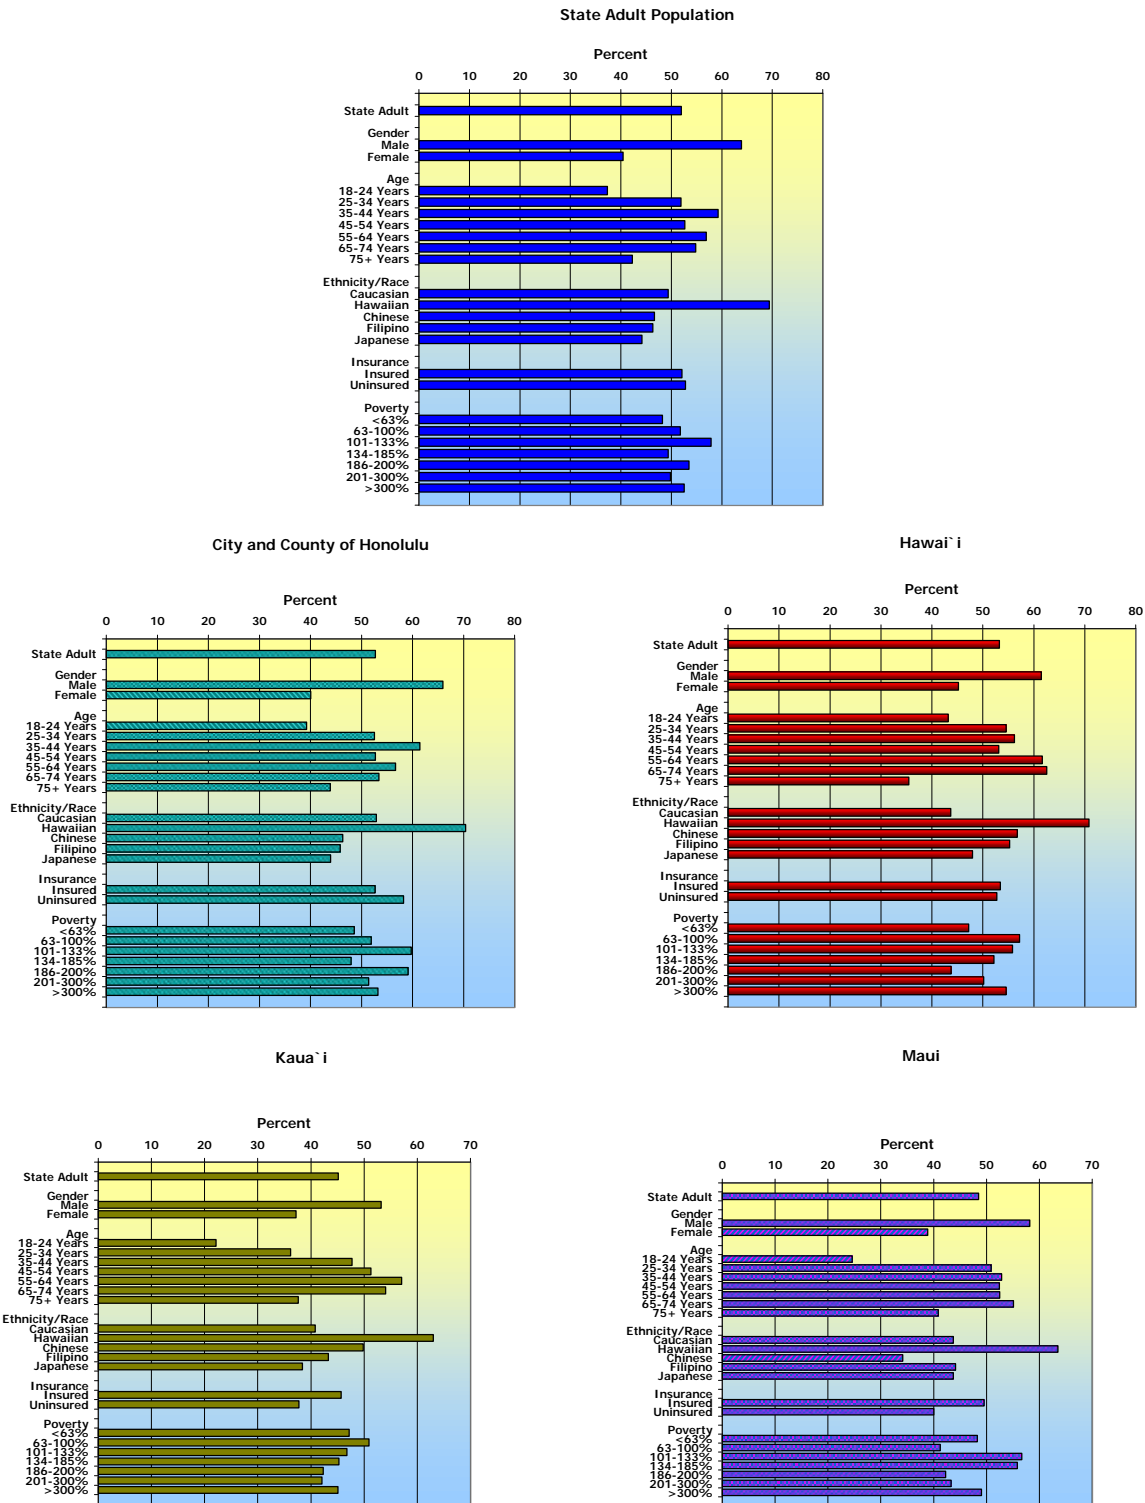 State Adult Population
Percent
0 10 20 30 40 50 60 70 80
State Adult
Gender
Male
Female
Age
18-24 Years
25-34 Years
35-44 Years
45-54 Years
55-64 Years
65-74 Years
75+ Years
Ethnicity/Race
Caucasian
Hawaiian
Chinese
Filipino
Japanese
Insurance
Insured
Uninsured
Poverty
<63%
63-100%
101-133%
134-185%
186-200%
201-300%
>300%
City and County of Honolulu
Percent
0 10 20 30 40 50 60 70 80
State Adult
Gender
Male
Female
Age
18-24 Years
25-34 Years
35-44 Years
45-54 Years
55-64 Years
65-74 Years
75+ Years
Ethnicity/Race
Caucasian
Hawaiian
Chinese
Filipino
Japanese
Insurance
Insured
Uninsured
Poverty
<63%
63-100%
101-133%
134-185%
186-200%
201-300%
>300%
Hawai`i
Percent
0 10 20 30 40 50 60 70 80
State Adult
Gender
Male
Female
Age
18-24 Years
25-34 Years
35-44 Years
45-54 Years
55-64 Years
65-74 Years
75+ Years
Ethnicity/Race
Caucasian
Hawaiian
Chinese
Filipino
Japanese
Insurance
Insured
Uninsured
Poverty
<63%
63-100%
101-133%
134-185%
186-200%
201-300%
>300%
Kaua`i
Percent
0 10 20 30 40 50 60 70
State Adult
Gender
Male
Female
Age
18-24 Years
25-34 Years
35-44 Years
45-54 Years
55-64 Years
65-74 Years
75+ Years
Ethnicity/Race
Caucasian
Hawaiian
Chinese
Filipino
Japanese
Insurance
Insured
Uninsured
Poverty
<63%
63-100%
101-133%
134-185%
186-200%
201-300%
>300%
Maui
Percent
0 10 20 30 40 50 60 70
State Adult
Gender
Male
Female
Age
18-24 Years
25-34 Years
35-44 Years
45-54 Years
55-64 Years
65-74 Years
75+ Years
Ethnicity/Race
Caucasian
Hawaiian
Chinese
Filipino
Japanese
Insurance
Insured
Uninsured
Poverty
<63%
63-100%
101-133%
134-185%
186-200%
201-300%
>300%